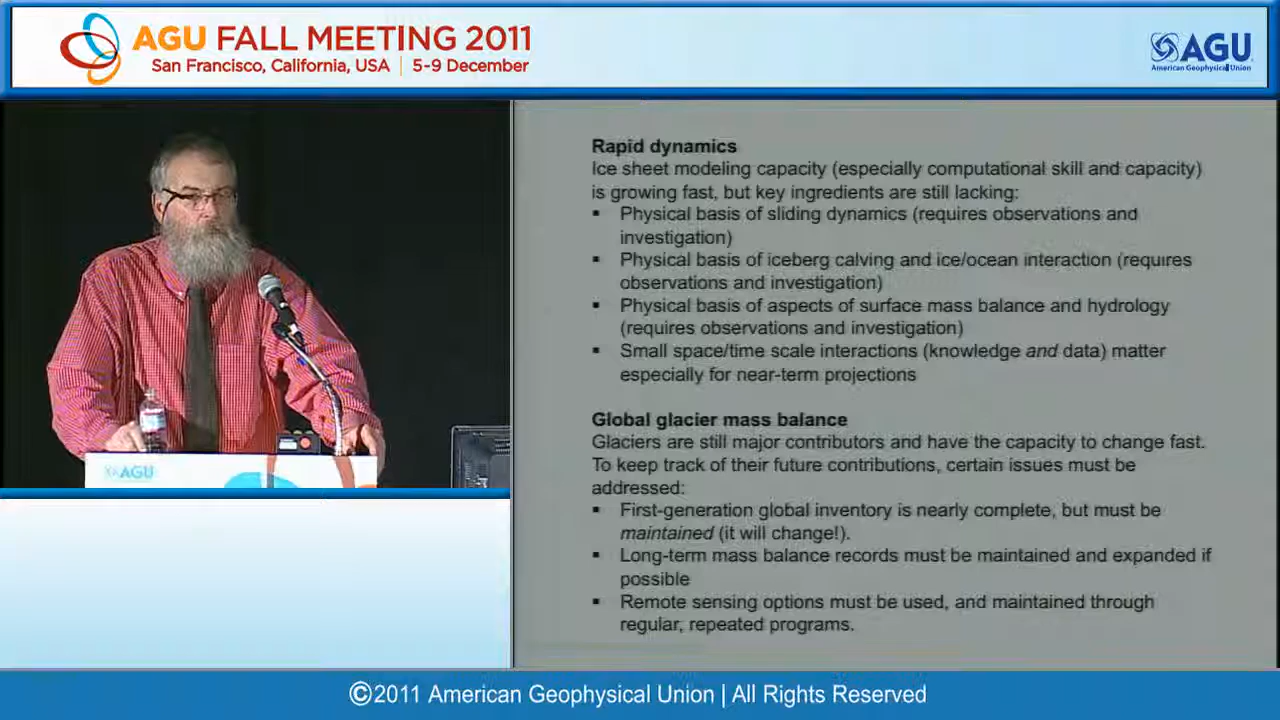 AGU FALL MEETING 2011
San Francisco, California, USA | 5-9 December
AGU
American Geophysical Union
Rapid dynamics
Ice sheet modeling capacity (especially computational skill and capacity)
is growing fast, but key ingredients are still lacking:
▪ Physical basis of sliding dynamics (requires observations and
investigation)
▪ Physical basis of iceberg calving and ice/ocean interaction (requires
observations and investigation)
▪ Physical basis of aspects of surface mass balance and hydrology
(requires observations and investigation)
▪ Small space/time scale interactions (knowledge and data) matter
especially for near-term projections
Global glacier mass balance
Glaciers are still major contributors and have the capacity to change fast.
To keep track of their future contributions, certain issues must be
addressed:
▪ First-generation global inventory is nearly complete, but must be
maintained (it will change!).
▪ Long-term mass balance records must be maintained and expanded if
possible
▪ Remote sensing options must be used, and maintained through
regular, repeated programs.
AGU
©2011 American Geophysical Union | All Rights Reserved